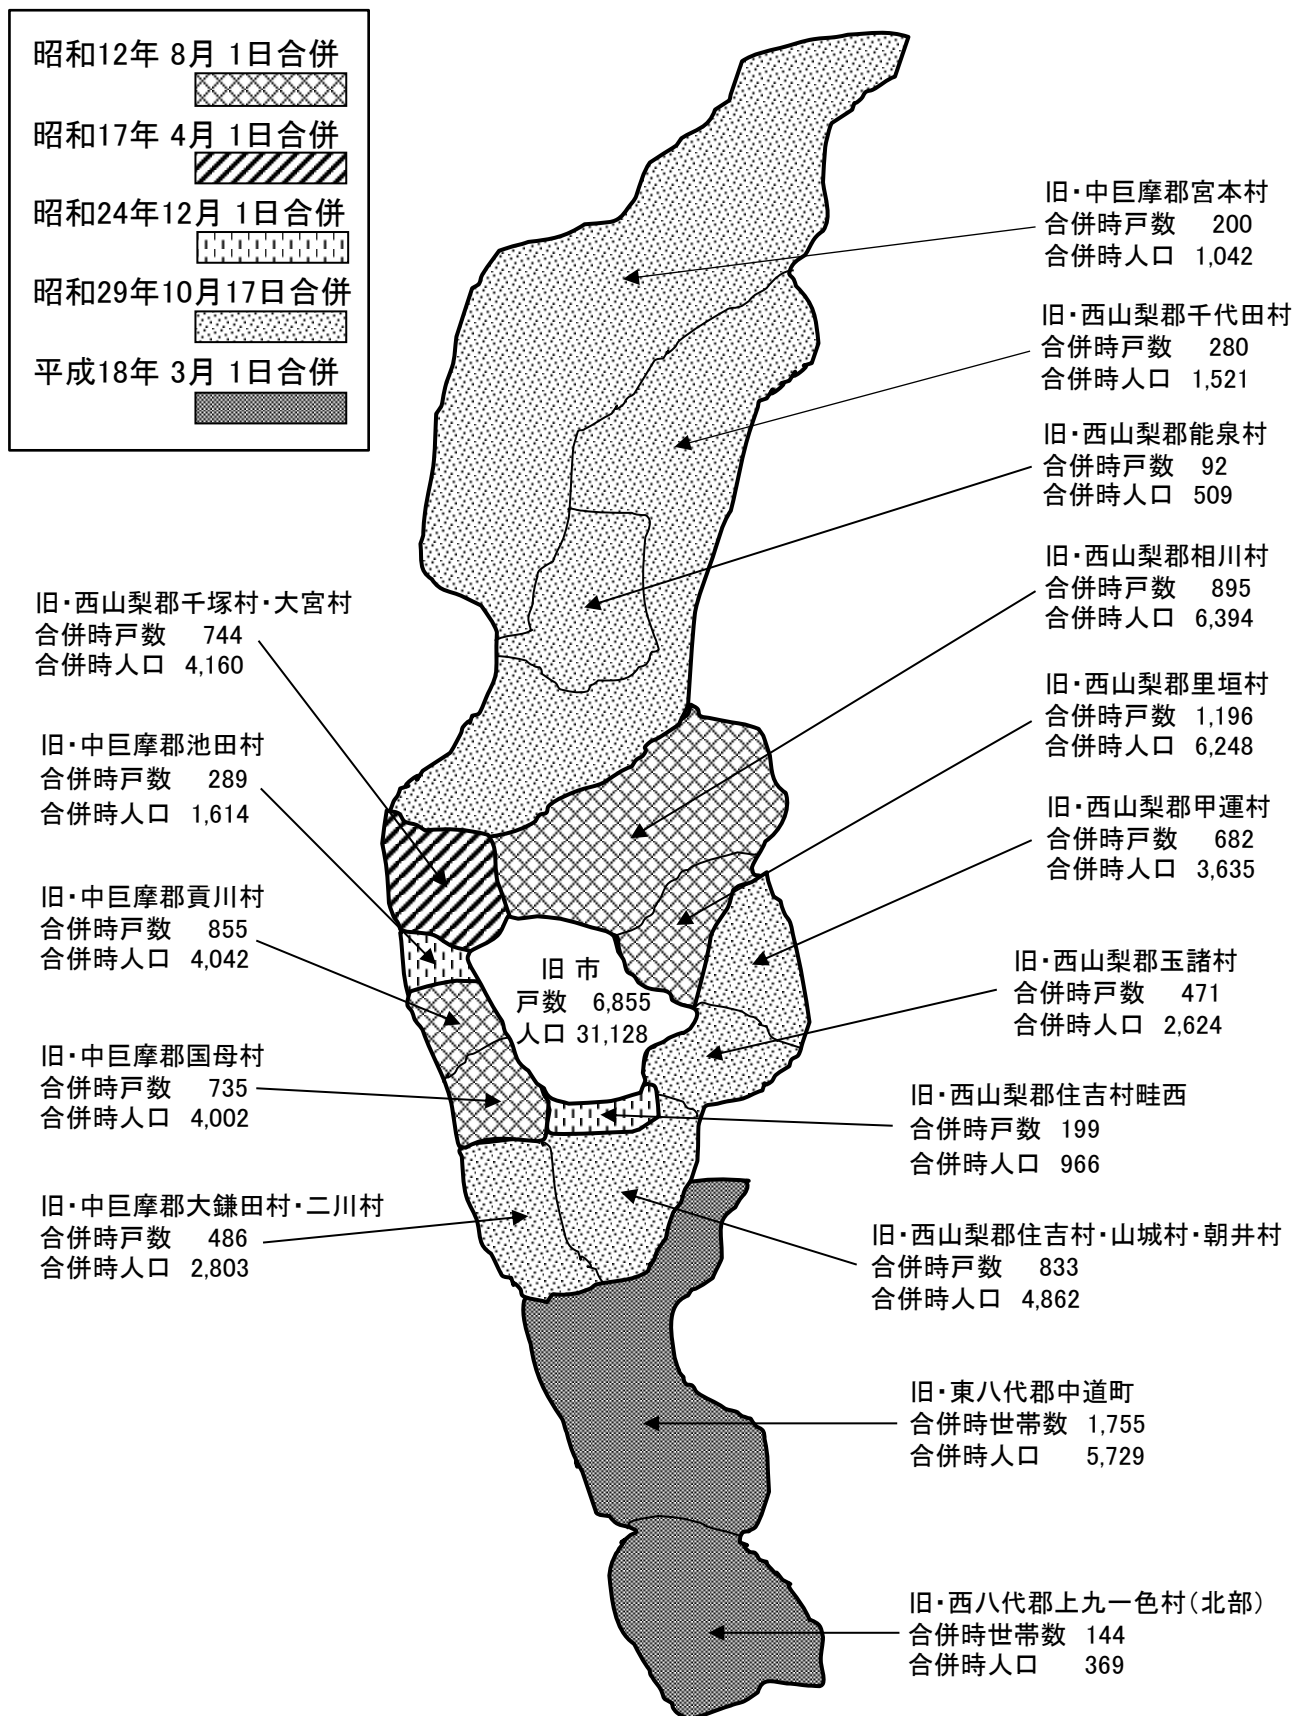 昭和12年 8月 1日合併
昭和17年 4月 1日合併
昭和24年12月 1日合併
昭和29年10月17日合併
平成18年 3月 1日合併
旧・中巨摩郡宮本村
合併時戸数 200
合併時人口 1,042
旧・西山梨郡千代田村
合併時戸数 280
合併時人口 1,521
旧・西山梨郡能泉村
合併時戸数 92
合併時人口 509
旧・西山梨郡相川村
合併時戸数 895
合併時人口 6,394
旧・西山梨郡里垣村
合併時戸数 1,196
合併時人口 6,248
旧・西山梨郡甲運村
合併時戸数 682
合併時人口 3,635
旧・西山梨郡玉諸村
合併時戸数 471
合併時人口 2,624
旧・西山梨郡住吉村畦西
合併時戸数 199
合併時人口 966
旧・西山梨郡住吉村・山城村・朝井村
合併時戸数 833
合併時人口 4,862
旧・東八代郡中道町
合併時世帯数 1,755
合併時人口 5,729
旧・西八代郡上九一色村(北部)
合併時世帯数 144
合併時人口 369
旧・西山梨郡千塚村・大宮村
合併時戸数 744
合併時人口 4,160
旧・中巨摩郡池田村
合併時戸数 289
合併時人口 1,614
旧・中巨摩郡貢川村
合併時戸数 855
合併時人口 4,042
旧・中巨摩郡国母村
合併時戸数 735
合併時人口 4,002
旧・中巨摩郡大鎌田村・二川村
合併時戸数 486
合併時人口 2,803
旧 市
戸数 6,855
人口 31,128